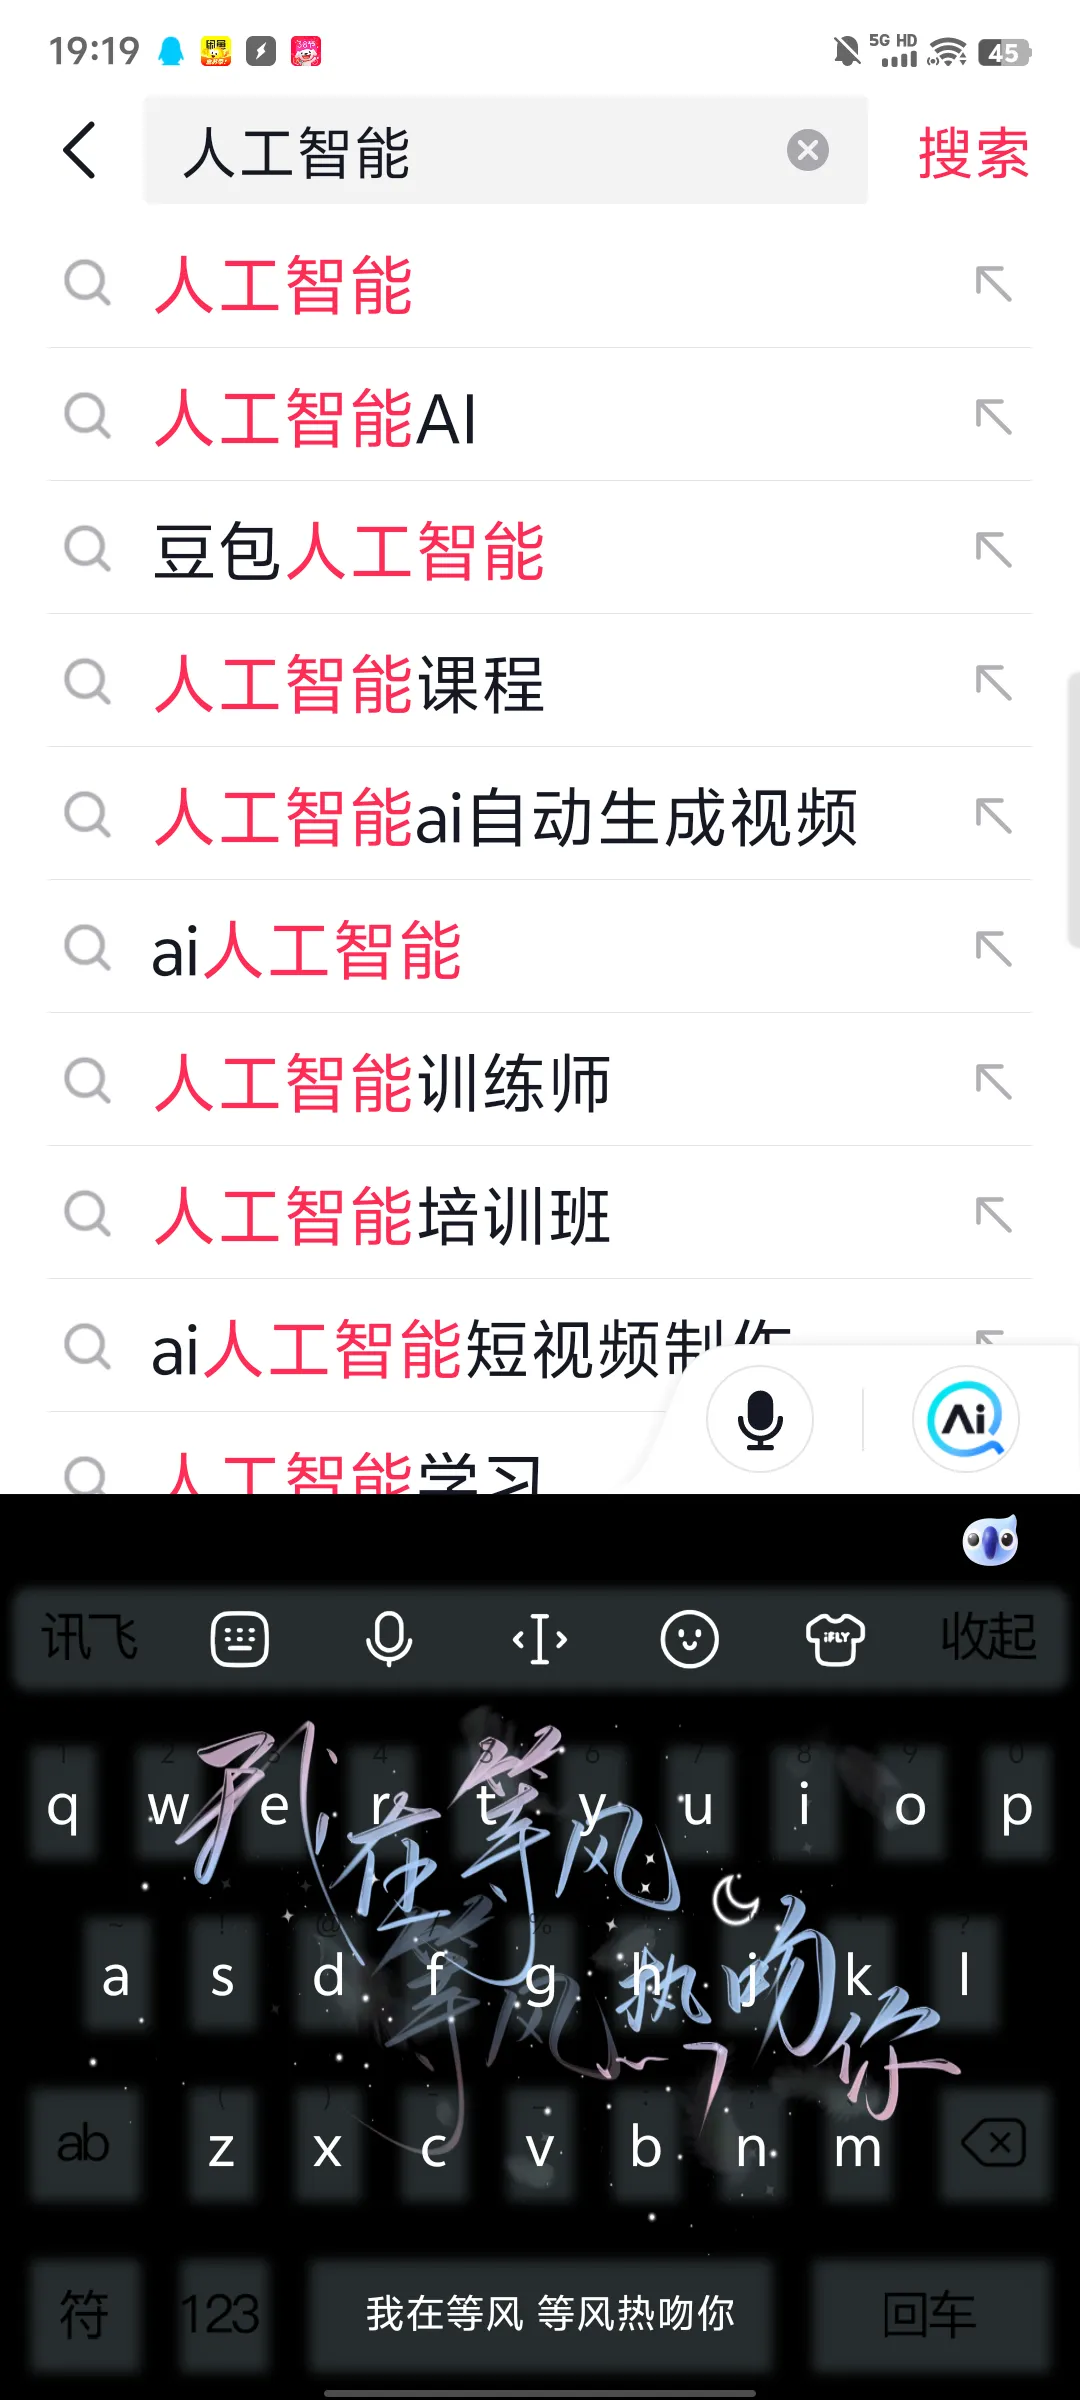 19:19
5G HD
45
人工智能
搜索
人工智能
人工智能AI
豆包人工智能
人工智能课程
人工智能ai自动生成视频
ai人工智能
人工智能训练师
人工智能培训班
ai人工智能短视频制作
人工智能学习
Ai
讯飞
iFLY
收起
1 2 3 4 5 6 7 8 9 0
q w e r t y u i o p
我在等风
a s d f g h j k l
等风热吻你
ab z x c v b n m
符 123 我在等风 等风热吻你 回车